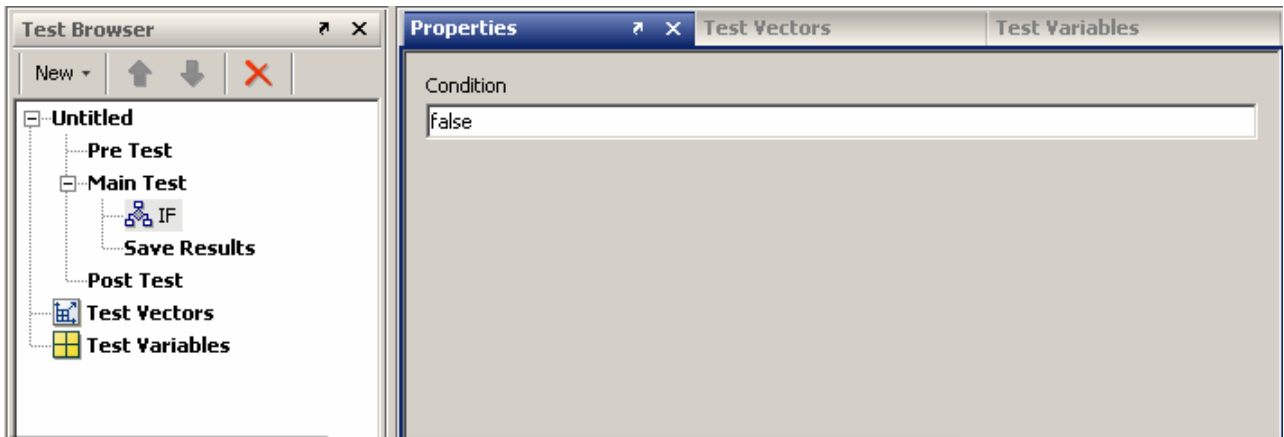 Test Browser
Properties
Test Vectors
Test Variables
New
Condition
false
Untitled
Pre Test
Main Test
IF
Save Results
Post Test
Test Vectors
Test Variables